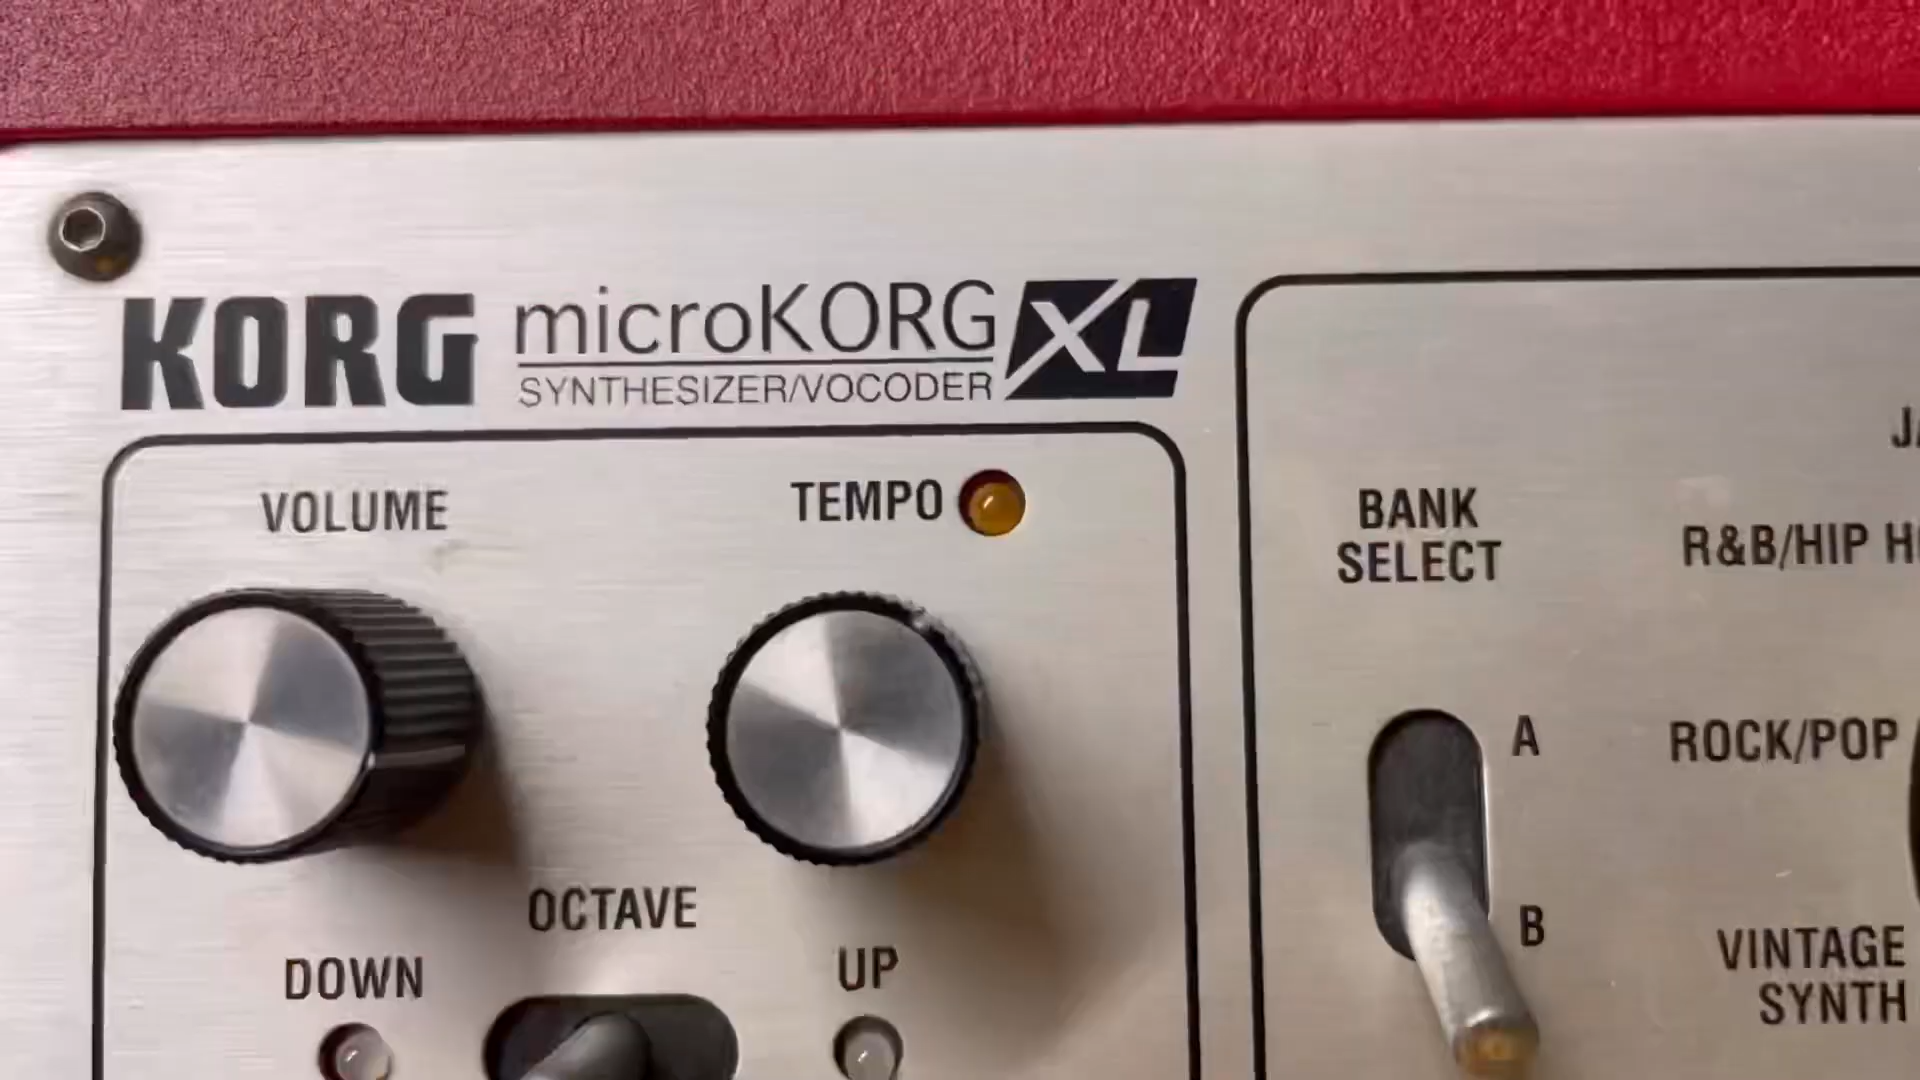 KORG microKORG XL
SYNTHESIZER/VOCODER
VOLUME
TEMPO
OCTAVE
DOWN
UP
BANK
SELECT
A
B
R&B/HIP
ROCK/POP
VINTAGE
SYNTH